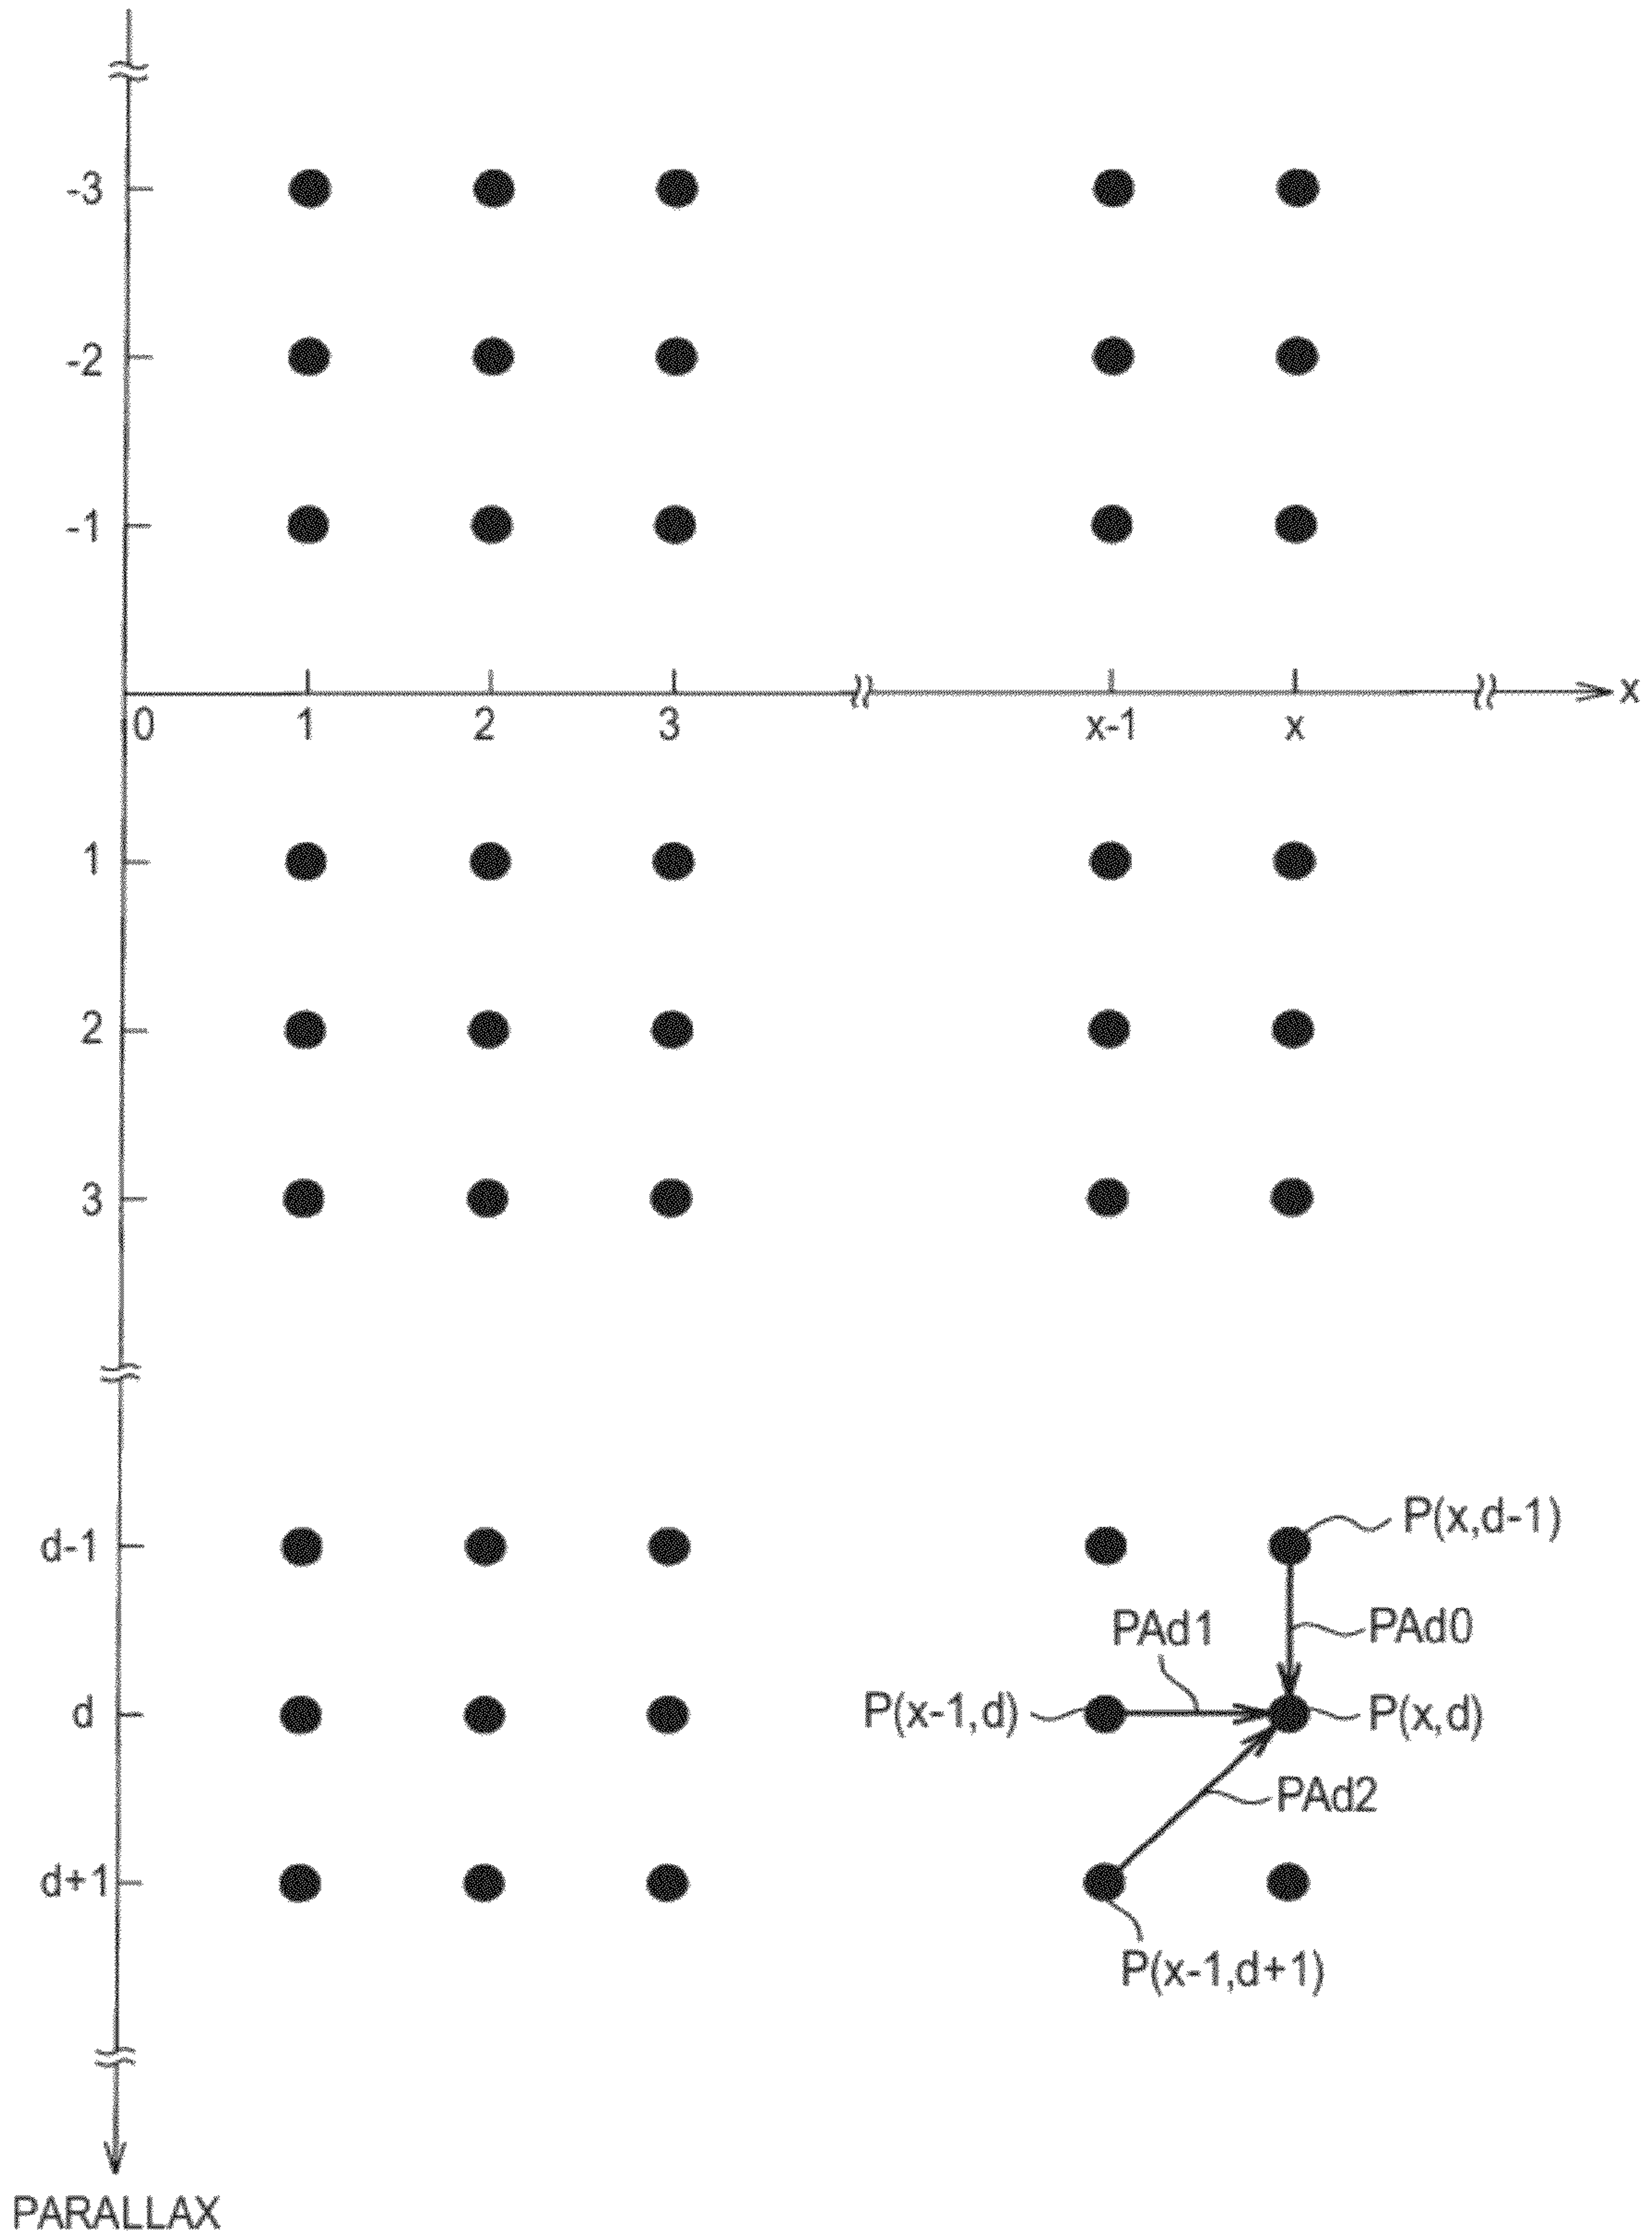 -3
-2
-1
x
0 1 2 3 x-1 x
1
2
3
d-1
P(x,d-1)
PAd1
PAd0
d
P(x-1,d)
P(x,d)
PAd2
d+1
P(x-1,d+1)
PARALLAX